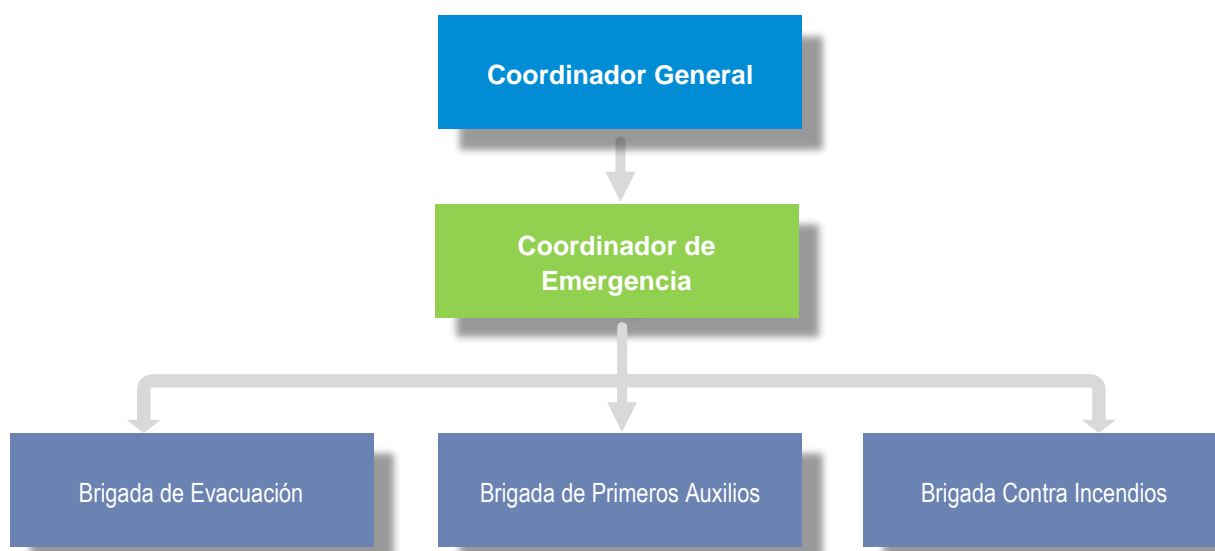 Coordinador General
Coordinador de
Emergencia
Brigada de Evacuación
Brigada de Primeros Auxilios
Brigada Contra Incendios